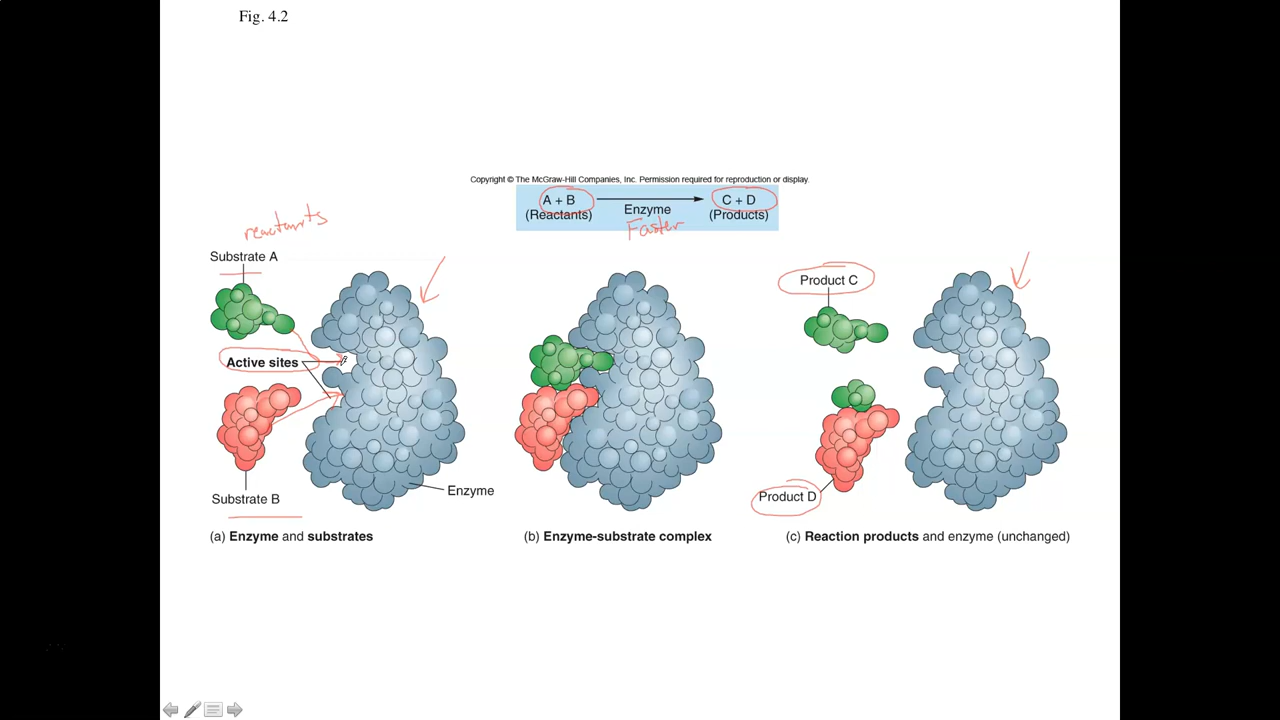 Fig. 4.2
Copyright © The McGraw-Hill Companies, Inc. Permission required for reproduction or display.
A + B
(Reactants)
Enzyme
Faster
C + D
(Products)
reactants
Substrate A
Active sites
Substrate B
Enzyme
Product C
Product D
(a) Enzyme and substrates
(b) Enzyme-substrate complex
(c) Reaction products and enzyme (unchanged)